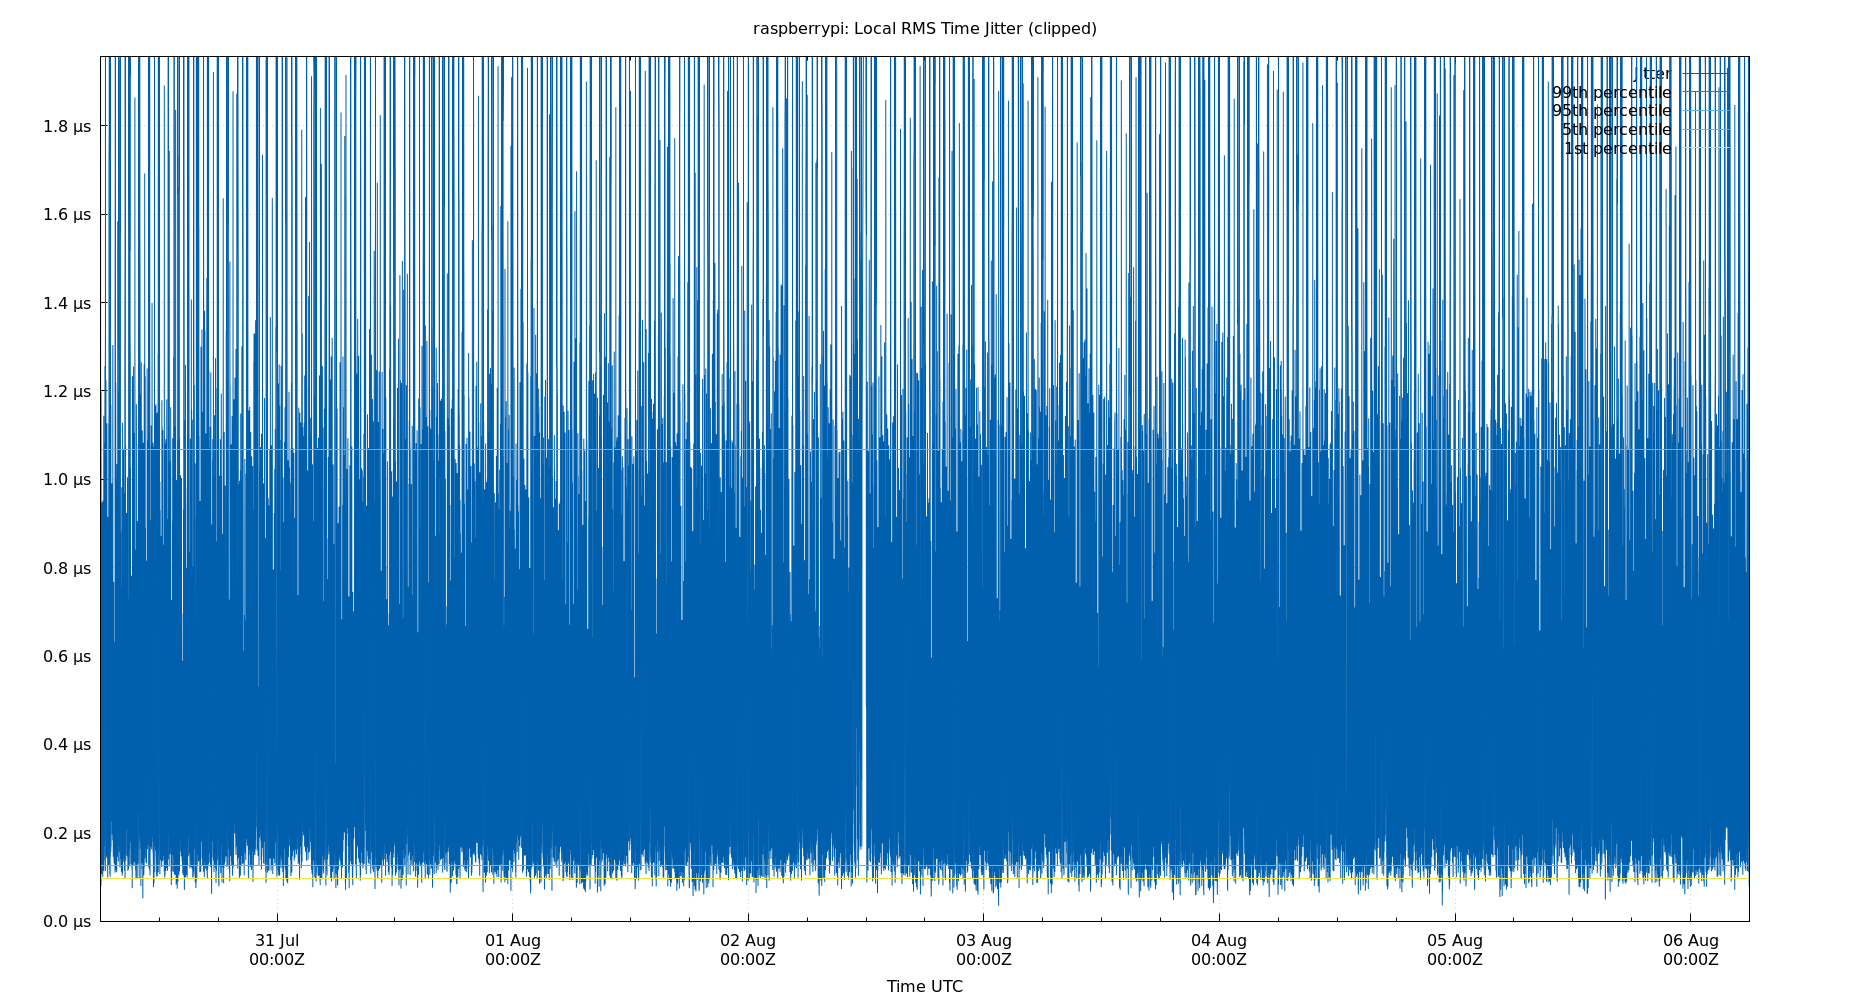 raspberrypi: Local RMS Time Jitter (clipped)
jitter
99th percentile
95th percentile
5th percentile
1st percentile
1.8 µs
1.6 µs
1.4 µs
1.2 µs
1.0 µs
0.8 µs
0.6 µs
0.4 µs
0.2 µs
0.0 µs
31 Jul 01 Aug 02 Aug 03 Aug 04 Aug 05 Aug 06 Aug
00:00Z 00:00Z 00:00Z 00:00Z 00:00Z 00:00Z 00:00Z
Time UTC